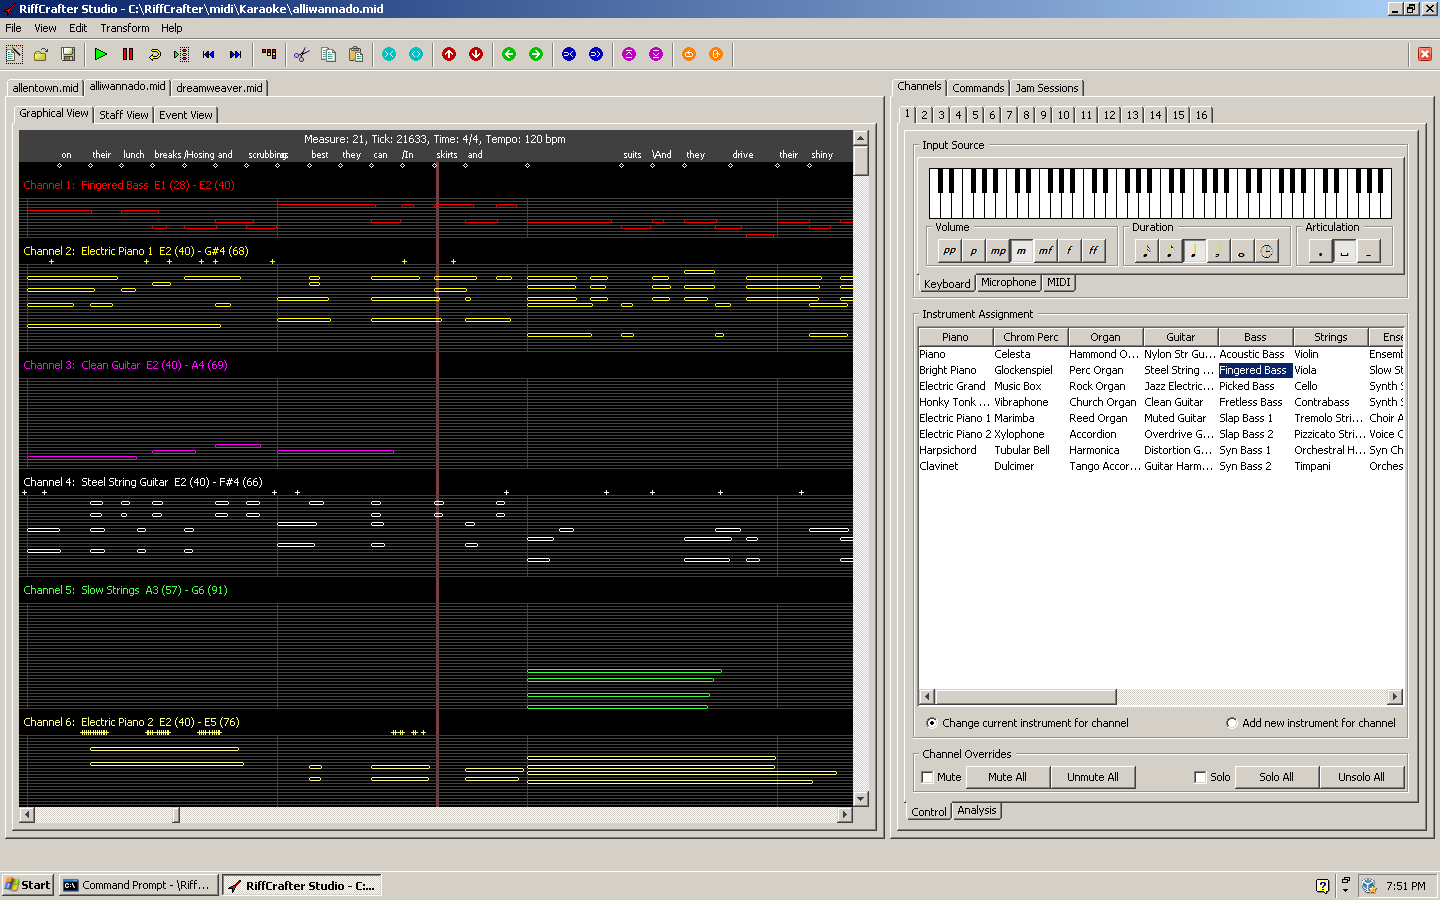 RiffCrafter Studio - C:\RiffCrafter\midi\Karaoke\alliwannado.mid
File View Edit Transform Help
allentown.mid alliwannado.mid dreamweaver.mid
Graphical View Staff View Event View
Measure: 21, Tick: 21633, Time: 4/4, Tempo: 120 bpm
on their lunch breaks /Hosing and scrubbing best they can /In skirts and suits \And they drive their shiny
Channel 1: Fingered Bass E1 (28) - E2 (40)
Channel 2: Electric Piano 1 E2 (40) - G#4 (68)
Channel 3: Clean Guitar E2 (40) - A4 (69)
Channel 4: Steel String Guitar E2 (40) - F#4 (66)
Channel 5: Slow Strings A3 (57) - G6 (91)
Channel 6: Electric Piano 2 E2 (40) - E5 (76)
Channels Commands Jam Sessions
1 2 3 4 5 6 7 8 9 10 11 12 13 14 15 16
Input Source
Volume Duration Articulation
pp p mp m mf f ff
Keyboard Microphone MIDI
Instrument Assignment
Piano Chrom Perc Organ Guitar Bass Strings Ense
Piano Celesta Hammond O... Nylon Str Gu... Acoustic Bass Violin Ensemb
Bright Piano Glockenspiel Perc Organ Steel String ... Fingered Bass Viola Slow St
Electric Grand Music Box Rock Organ Jazz Electric... Picked Bass Cello Synth S
Honky Tonk ... Vibraphone Church Organ Clean Guitar Fretless Bass Contrabass Synth S
Electric Piano 1 Marimba Reed Organ Muted Guitar Slap Bass 1 Tremolo Stri... Choir A
Electric Piano 2 Xylophone Accordion Overdrive G... Slap Bass 2 Pizzicato Stri... Voice C
Harpsichord Tubular Bell Harmonica Distortion G... Syn Bass 1 Orchestral H... Syn Ch
Clavinet Dulcimer Tango Accor... Guitar Harm... Syn Bass 2 Timpani Orches
Change current instrument for channel Add new instrument for channel
Channel Overrides
Mute Mute All Unmute All Solo Solo All Unsolo All
Control Analysis
Start Command Prompt - \Riff... RiffCrafter Studio - C:... 7:51 PM